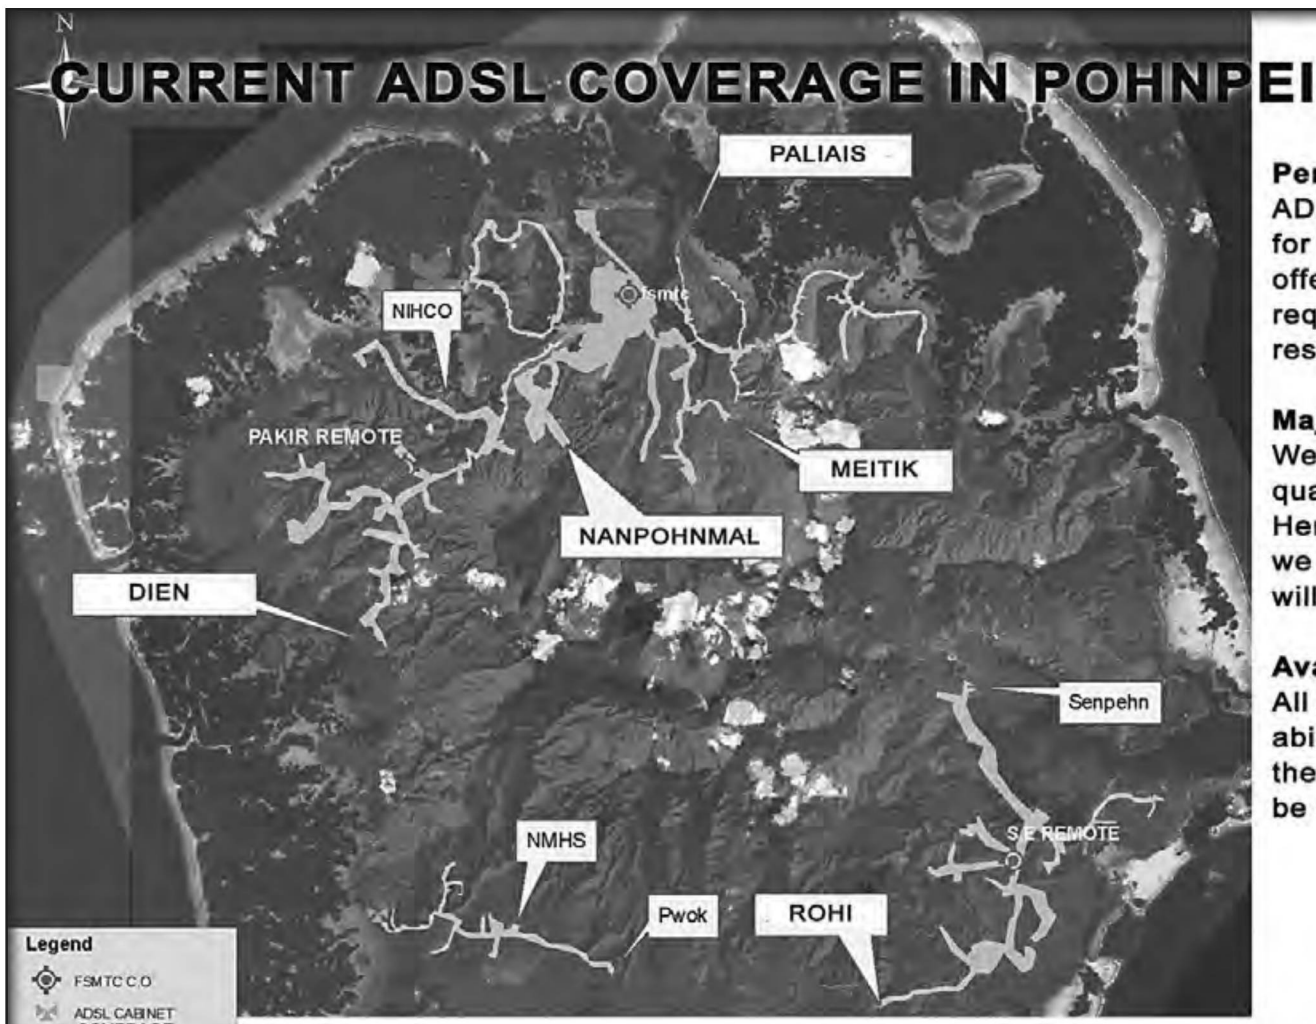 N
CURRENT ADSL COVERAGE IN POHNPEI
PALIAIS
fsmtc
NIHCO
PAKIR REMOTE
MEITIK
NANPOHNMAL
DIEN
Senpehn
S E REMOTE
NMHS
Pwok
ROHI
Legend
FSMTC C.O
ADSL CABINET
Per
AD
for
offe
req
res
Maj
We
qua
Her
we
will
Ava
All
abi
the
be